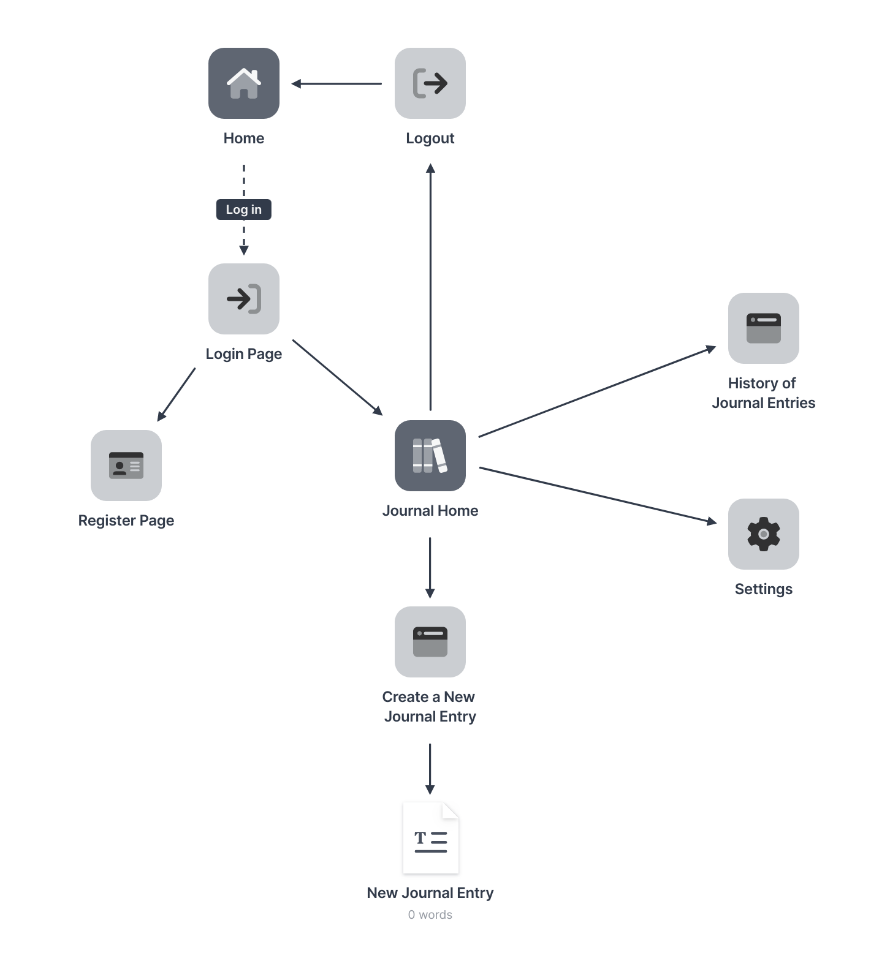 Home
Logout
Log in
Login Page
History of
Journal Entries
Register Page
Journal Home
Settings
Create a New
Journal Entry
T
New Journal Entry
0 words